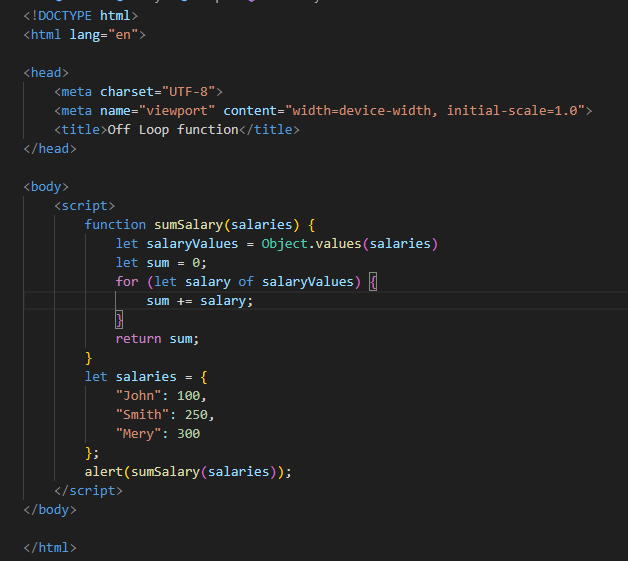 <!DOCTYPE html>
<html lang="en">
<head>
    <meta charset="UTF-8">
    <meta name="viewport" content="width=device-width, initial-scale=1.0">
    <title>Off Loop function</title>
</head>
<body>
    <script>
        function sumSalary(salaries) {
            let salaryValues = Object.values(salaries)
            let sum = 0;
            for (let salary of salaryValues) {
                sum += salary;
            }
            return sum;
        }
        let salaries = {
            "John": 100,
            "Smith": 250,
            "Mery": 300
        };
        alert(sumSalary(salaries));
    </script>
</body>
</html>